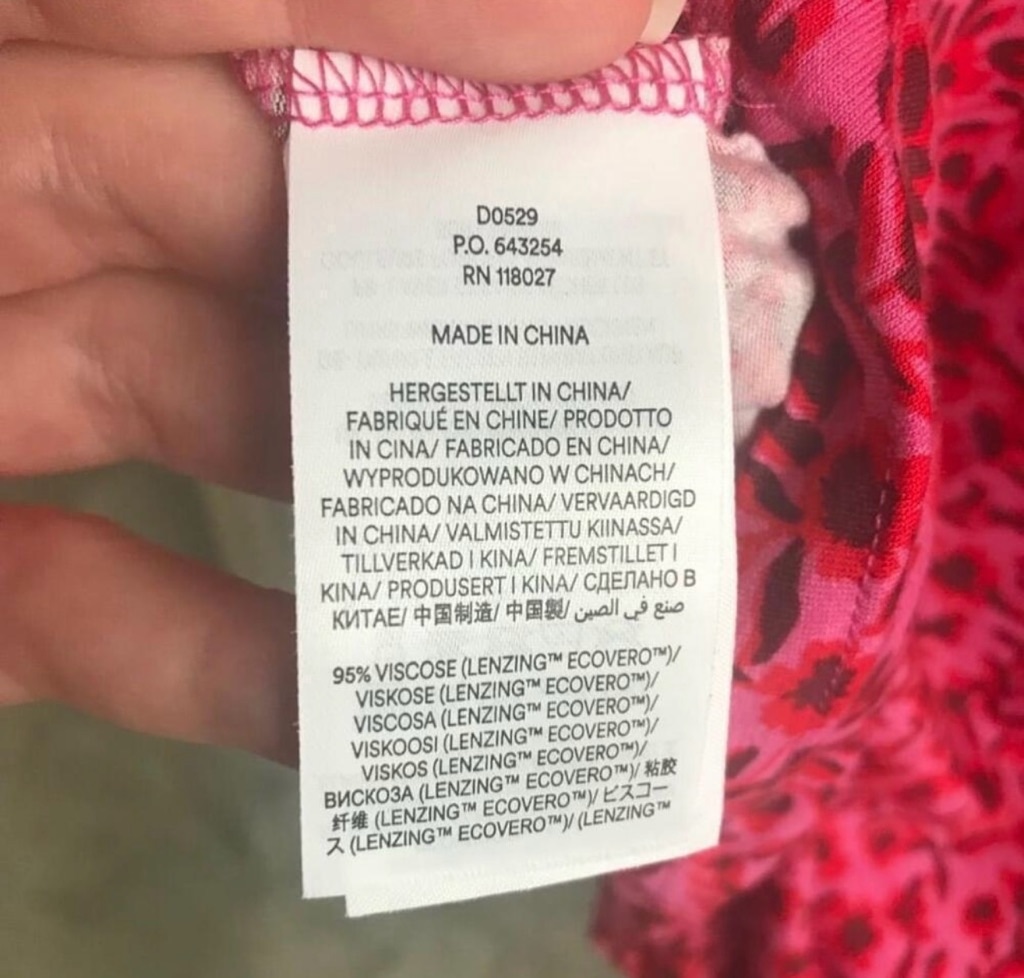 D0529
P.O. 643254
RN 118027
MADE IN CHINA
HERGESTELLT IN CHINA/
FABRIQUÉ EN CHINE/ PRODOTTO
IN CINA/ FABRICADO EN CHINA/
WYPRODUKOWANO W CHINACH/
FABRICADO NA CHINA/ VERVAARDIGD
IN CHINA/ VALMISTETTU KIINASSA/
TILLVERKAD I KINA/ FREMSTILLET I
KINA/ PRODUSERT I KINA/ СДЕЛАНО В
КИТАЕ/ 中国制造/ 中国製/ صنع في الصين
95% VISCOSE (LENZING™ ECOVERO™)/
VISKOSE (LENZING™ ECOVERO™)/
VISCOSA (LENZING™ ECOVERO™)/
VISKOOSI (LENZING™ ECOVERO™)/
VISKOS (LENZING™ ECOVERO™)/
ВИСКОЗА (LENZING™ ECOVERO™)/ 粘胶
纤维 (LENZING™ ECOVERO™)/ ビスコー
ス (LENZING™ ECOVERO™)/ (LENZING™